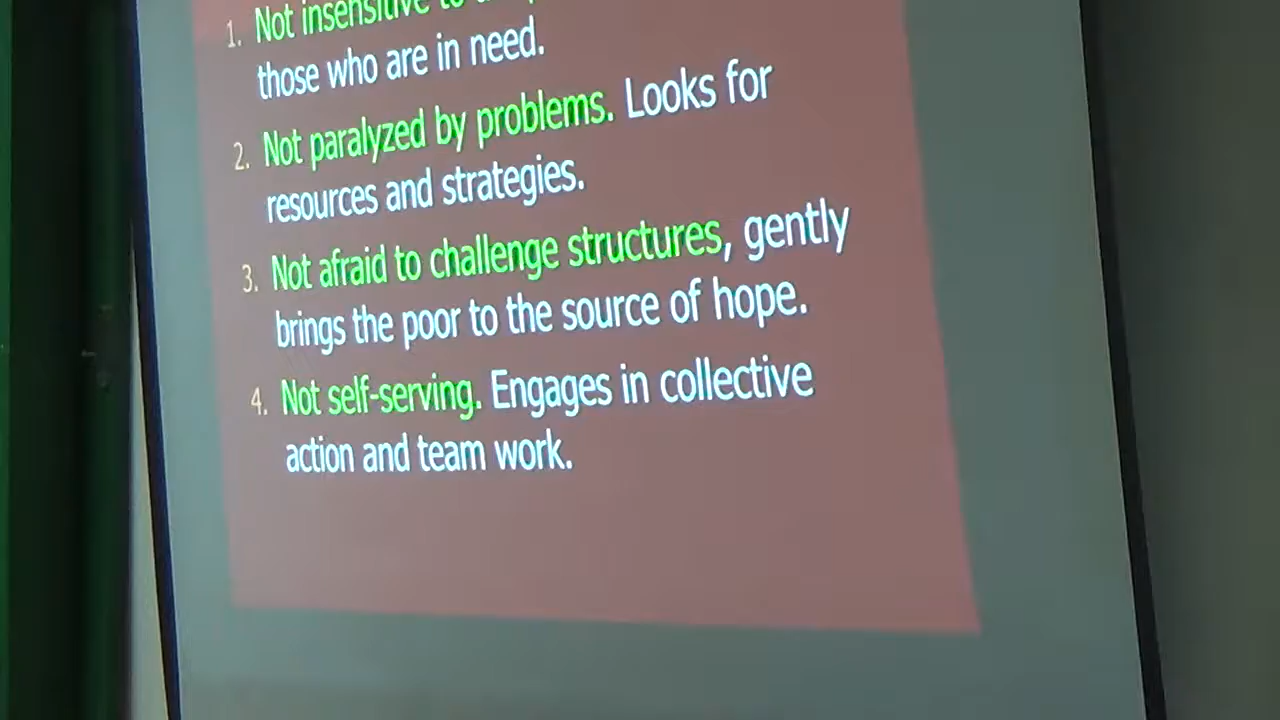 1. Not insensitive to
those who are in need.
2. Not paralyzed by problems. Looks for
resources and strategies.
3. Not afraid to challenge structures, gently
brings the poor to the source of hope.
4. Not self-serving. Engages in collective
action and team work.